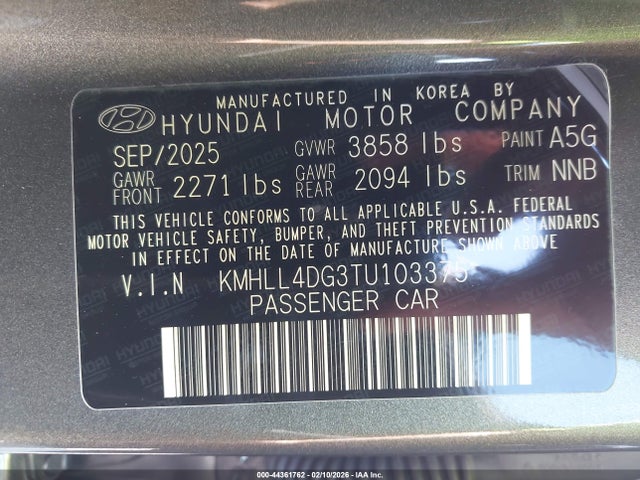 MANUFACTURED IN KOREA BY
HYUNDAI MOTOR COMPANY
SEP/2025 GVWR 3858 lbs PAINT A5G
GAWR FRONT 2271 lbs GAWR REAR 2094 lbs TRIM NNB
THIS VEHICLE CONFORMS TO ALL APPLICABLE U.S.A. FEDERAL
MOTOR VEHICLE SAFETY, BUMPER, AND THEFT PREVENTION STANDARDS
IN EFFECT ON THE DATE OF MANUFACTURE SHOWN ABOVE
V.I.N KMHLL4DG3TU103375
PASSENGER CAR
000-44361762 - 02/10/2026 - IAA Inc.